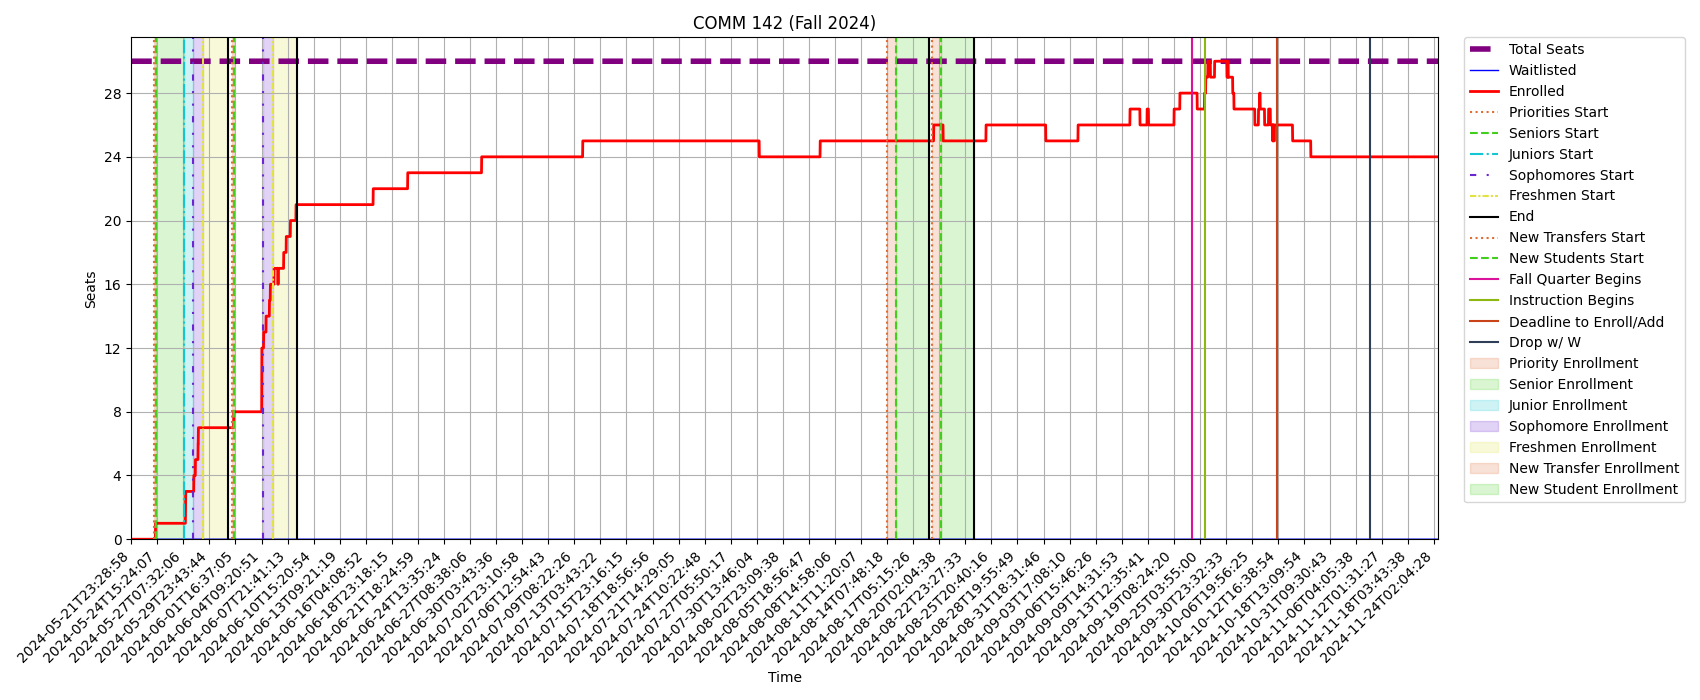 COMM 142 (Fall 2024)
Seats
28
24
20
16
12
8
4
0
2024-05-21T23:28:58
2024-05-24T15:24:07
2024-05-27T07:32:06
2024-05-29T23:43:44
2024-06-01T16:37:05
2024-06-04T09:20:51
2024-06-07T21:41:13
2024-06-10T15:20:54
2024-06-13T09:21:19
2024-06-16T04:08:52
2024-06-18T23:18:15
2024-06-21T18:24:59
2024-06-24T13:35:24
2024-06-27T08:38:06
2024-06-30T03:43:36
2024-07-02T23:10:58
2024-07-06T12:54:43
2024-07-09T08:22:26
2024-07-13T03:43:22
2024-07-15T23:16:15
2024-07-18T18:56:56
2024-07-21T14:29:05
2024-07-24T10:22:48
2024-07-27T05:50:17
2024-07-30T13:46:04
2024-08-02T23:09:38
2024-08-05T18:56:47
2024-08-08T14:58:06
2024-08-11T11:20:07
2024-08-14T07:48:18
2024-08-17T05:15:26
2024-08-20T02:04:38
2024-08-22T23:27:33
2024-08-25T20:40:16
2024-08-28T19:55:49
2024-08-31T18:31:46
2024-09-03T17:08:10
2024-09-06T15:46:26
2024-09-09T14:31:53
2024-09-13T12:35:41
2024-09-19T08:24:20
2024-09-25T03:55:00
2024-09-30T23:32:33
2024-10-06T19:56:25
2024-10-12T16:38:54
2024-10-18T13:09:54
2024-10-31T09:30:43
2024-11-06T04:05:38
2024-11-12T01:31:27
2024-11-18T03:43:38
2024-11-24T02:04:28
Time
Total Seats
Waitlisted
Enrolled
Priorities Start
Seniors Start
Juniors Start
Sophomores Start
Freshmen Start
End
New Transfers Start
New Students Start
Fall Quarter Begins
Instruction Begins
Deadline to Enroll/Add
Drop w/ W
Priority Enrollment
Senior Enrollment
Junior Enrollment
Sophomore Enrollment
Freshmen Enrollment
New Transfer Enrollment
New Student Enrollment